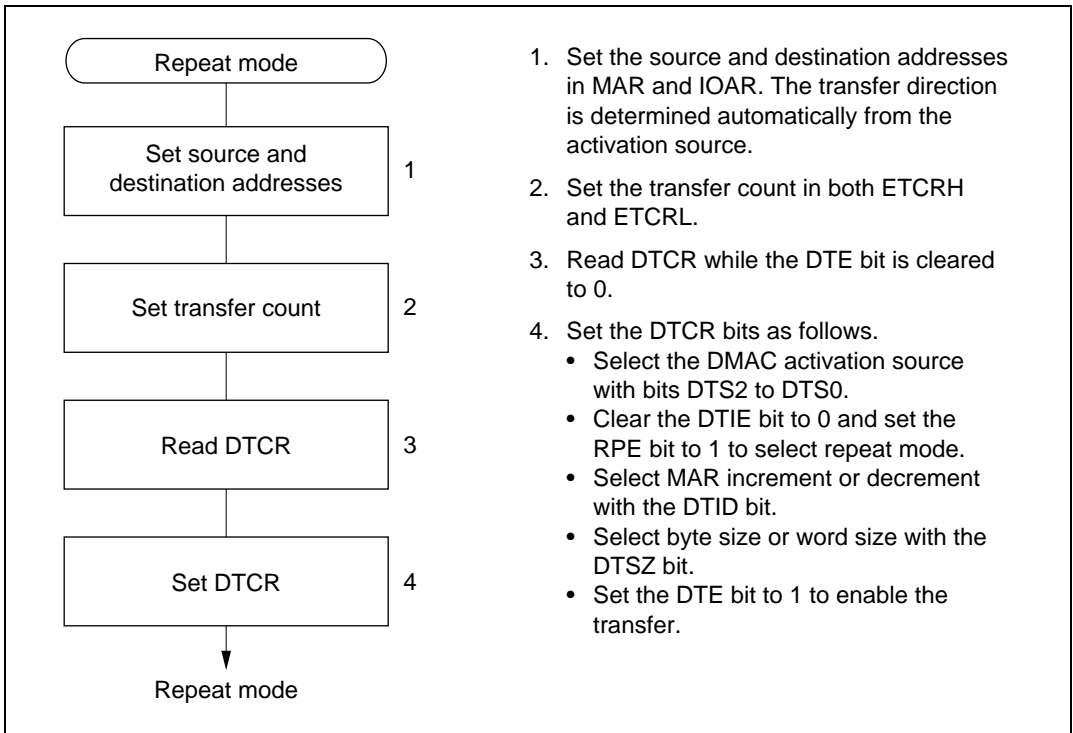 Repeat mode
Set source and
destination addresses
1
Set transfer count
2
Read DTCR
3
Set DTCR
4
Repeat mode
1. Set the source and destination addresses
in MAR and IOAR. The transfer direction
is determined automatically from the
activation source.
2. Set the transfer count in both ETCRH
and ETCRL.
3. Read DTCR while the DTE bit is cleared
to 0.
4. Set the DTCR bits as follows.
• Select the DMAC activation source
with bits DTS2 to DTS0.
• Clear the DTIE bit to 0 and set the
RPE bit to 1 to select repeat mode.
• Select MAR increment or decrement
with the DTID bit.
• Select byte size or word size with the
DTSZ bit.
• Set the DTE bit to 1 to enable the
transfer.